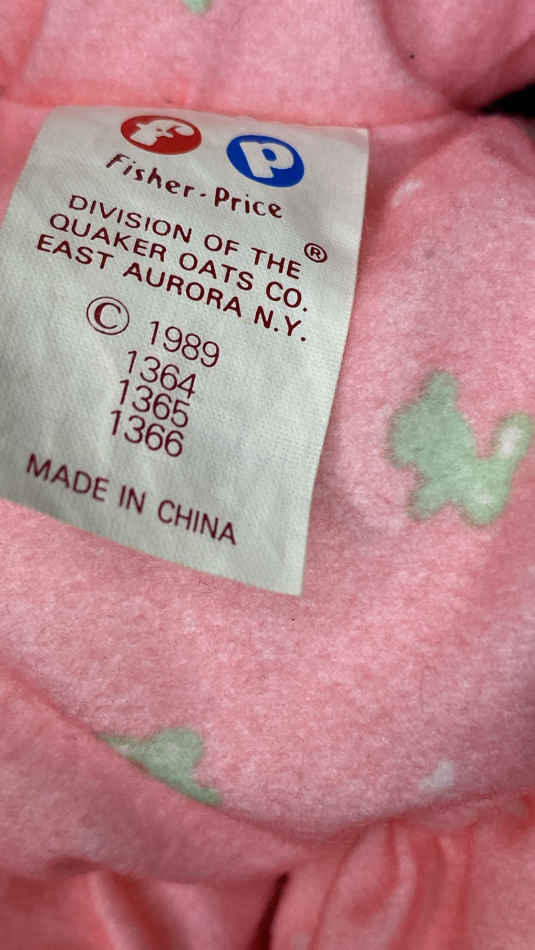 f p
Fisher-Price
®
DIVISION OF THE
QUAKER OATS CO.
EAST AURORA N.Y.
© 1989
1364
1365
1366
MADE IN CHINA